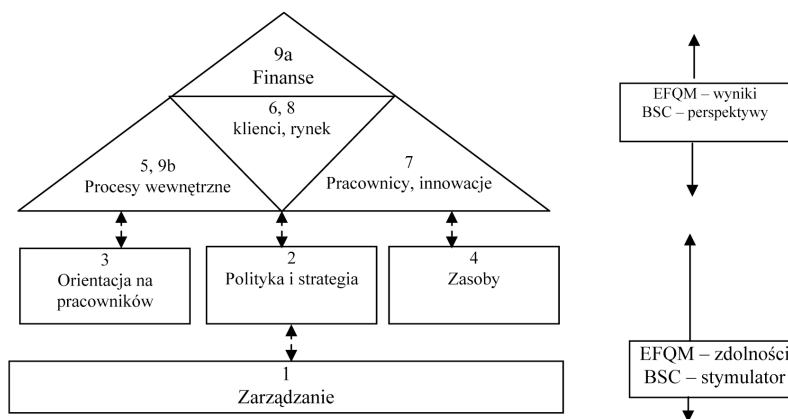 9a
Finanse
6, 8
klienci, rynek
5, 9b
Procesy wewnętrzne
7
Pracownicy, innowacje
EFQM – wyniki
BSC – perspektywy
3
Orientacja na
pracowników
2
Polityka i strategia
4
Zasoby
1
Zarządzanie
EFQM – zdolności
BSC – stymulator